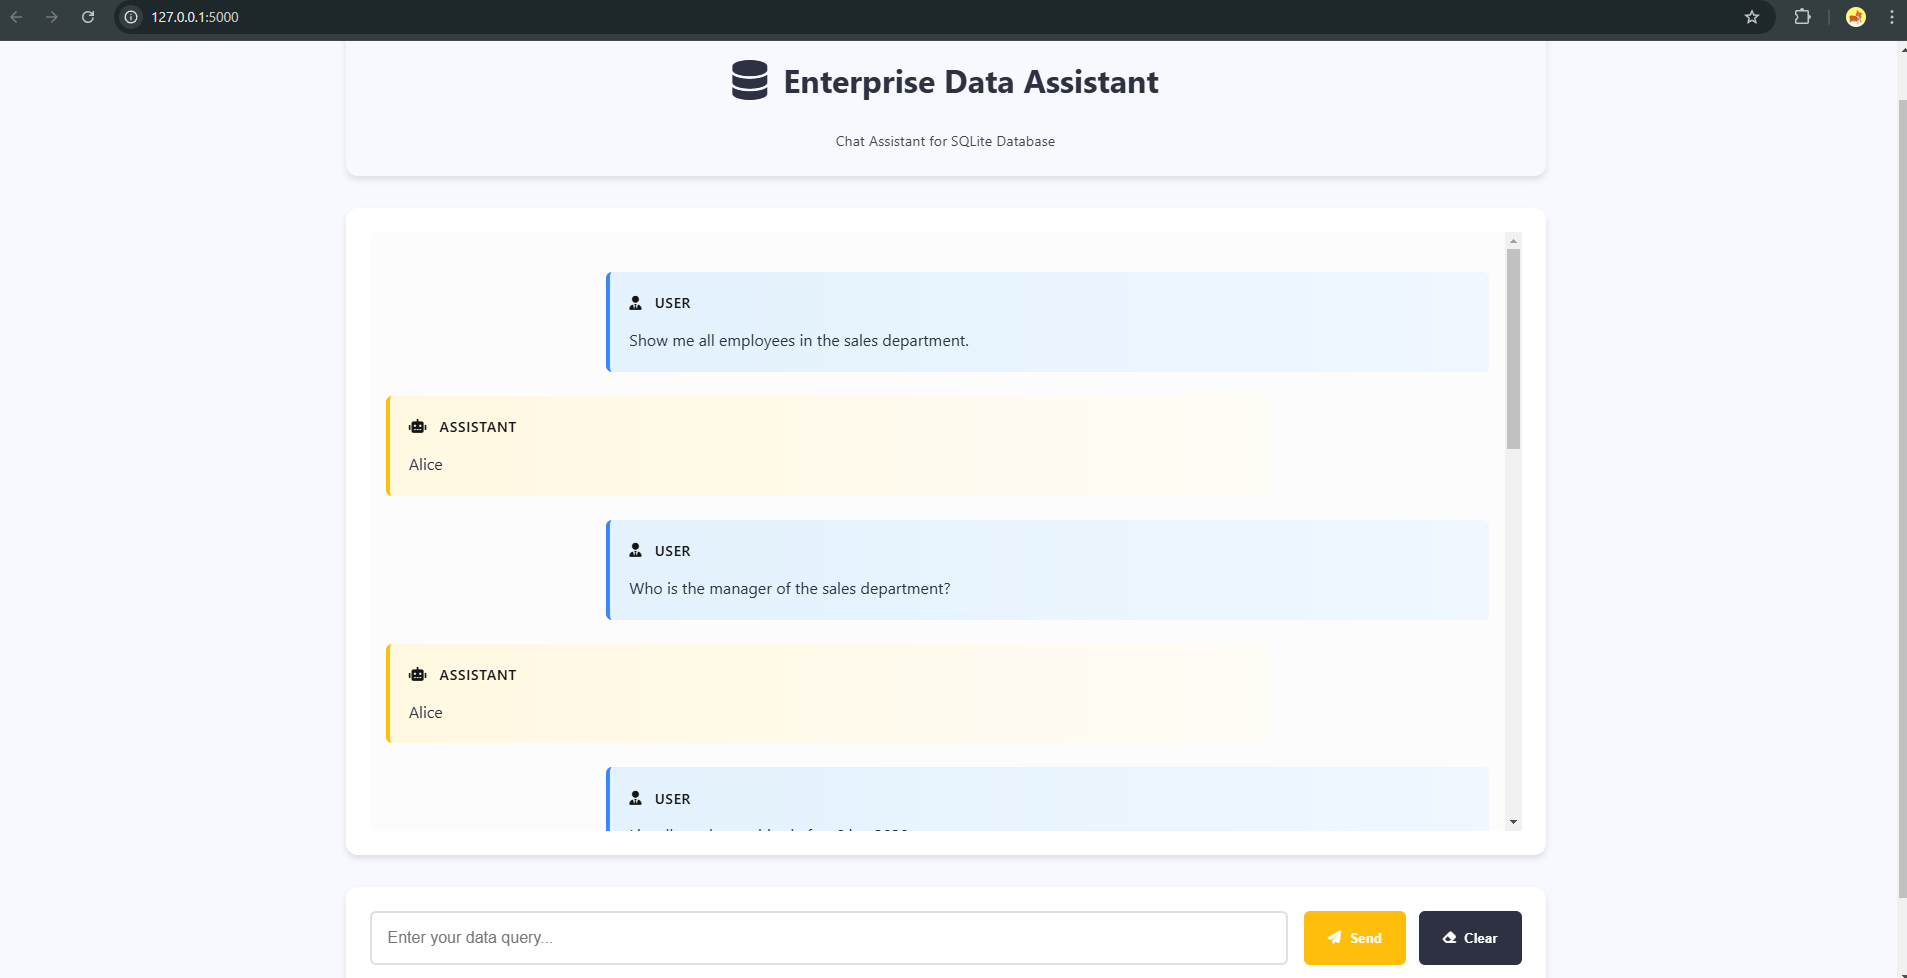 127.0.0.1:5000
Enterprise Data Assistant
Chat Assistant for SQLite Database
USER
Show me all employees in the sales department.
ASSISTANT
Alice
USER
Who is the manager of the sales department?
ASSISTANT
Alice
USER
Enter your data query...
Send
Clear